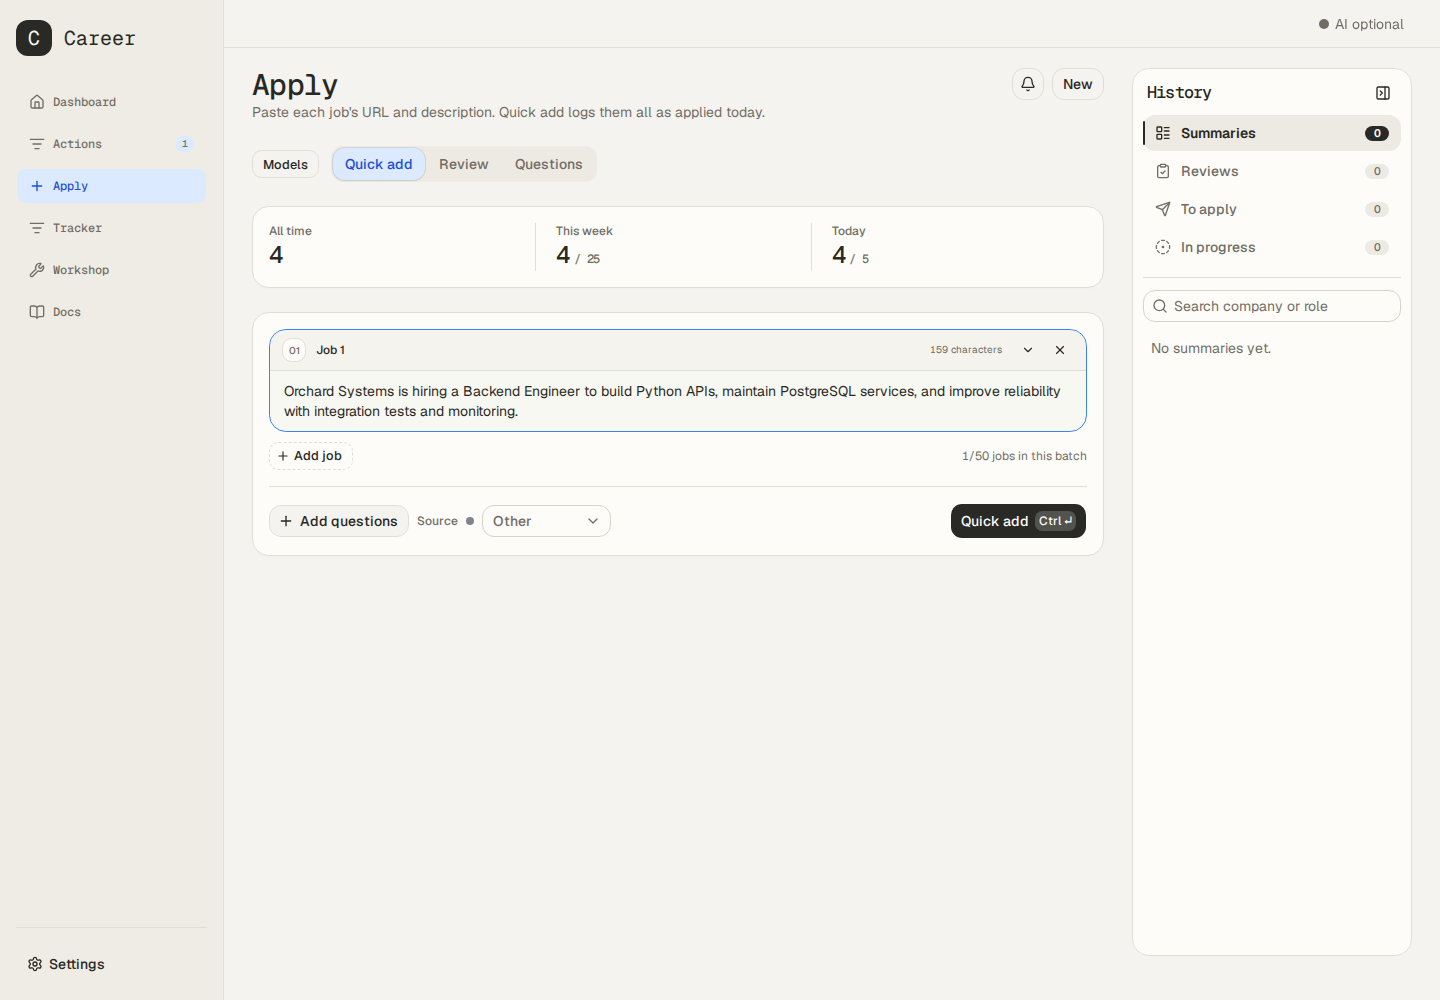 C Career
Dashboard
Actions 1
Apply
Tracker
Workshop
Docs
Settings
AI optional
Apply
Paste each job's URL and description. Quick add logs them all as applied today.
New
Models Quick add Review Questions
All time
4
This week
4 / 25
Today
4 / 5
01 Job 1 159 characters
Orchard Systems is hiring a Backend Engineer to build Python APIs, maintain PostgreSQL services, and improve reliability
with integration tests and monitoring.
Add job 1/50 jobs in this batch
Add questions Source Other Quick add Ctrl ↵
History
Summaries 0
Reviews 0
To apply 0
In progress 0
Search company or role
No summaries yet.